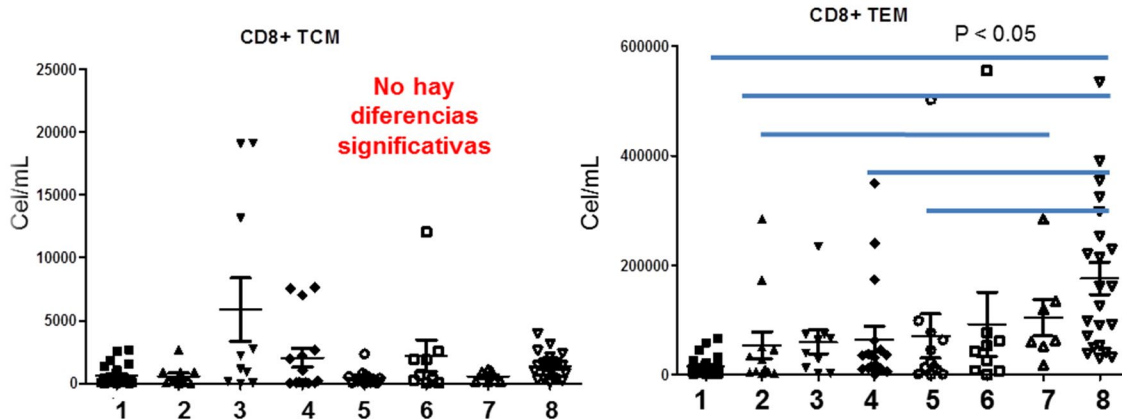 CD8+ TCM
25000
20000
15000
10000
5000
0
Cel/mL
No hay
diferencias
significativas
1 2 3 4 5 6 7 8
CD8+ TEM
P < 0.05
600000
400000
200000
0
Cel/mL
1 2 3 4 5 6 7 8